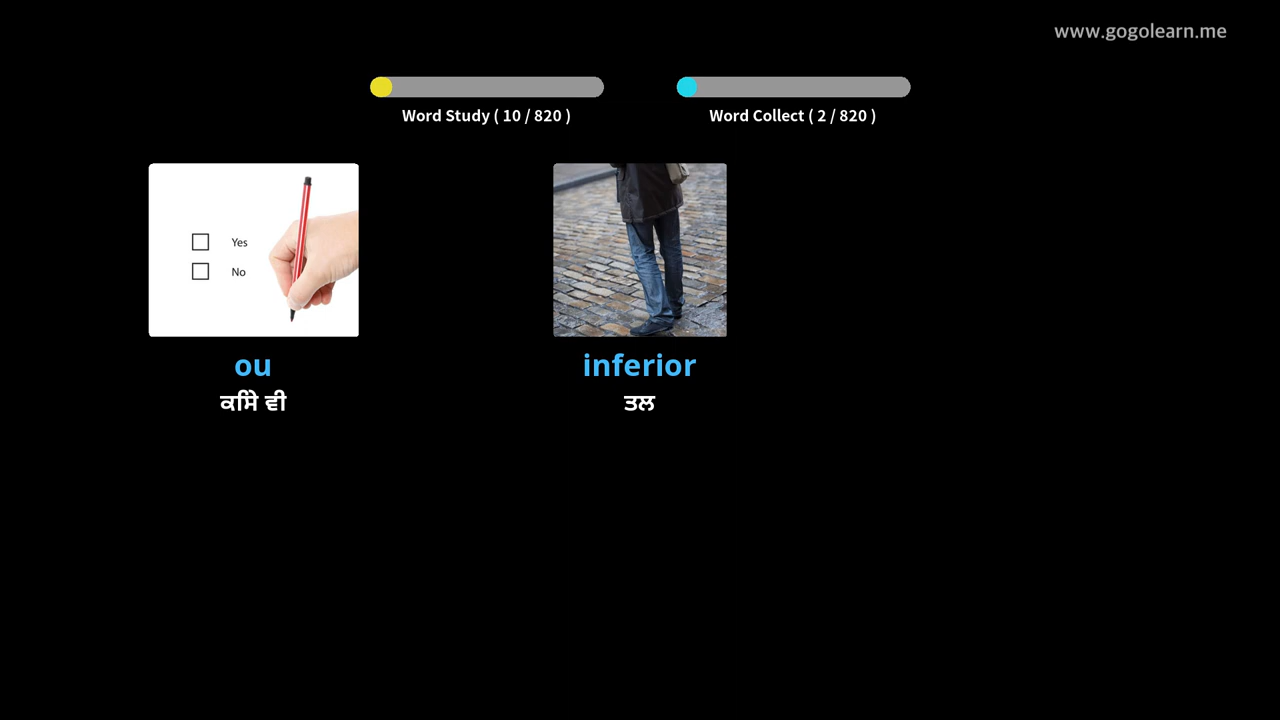 www.gogolearn.me
Word Study ( 10 / 820 )
Word Collect ( 2 / 820 )
Yes
No
ou
inferior
ਕਿਸੇ ਵੀ
ਤਲ